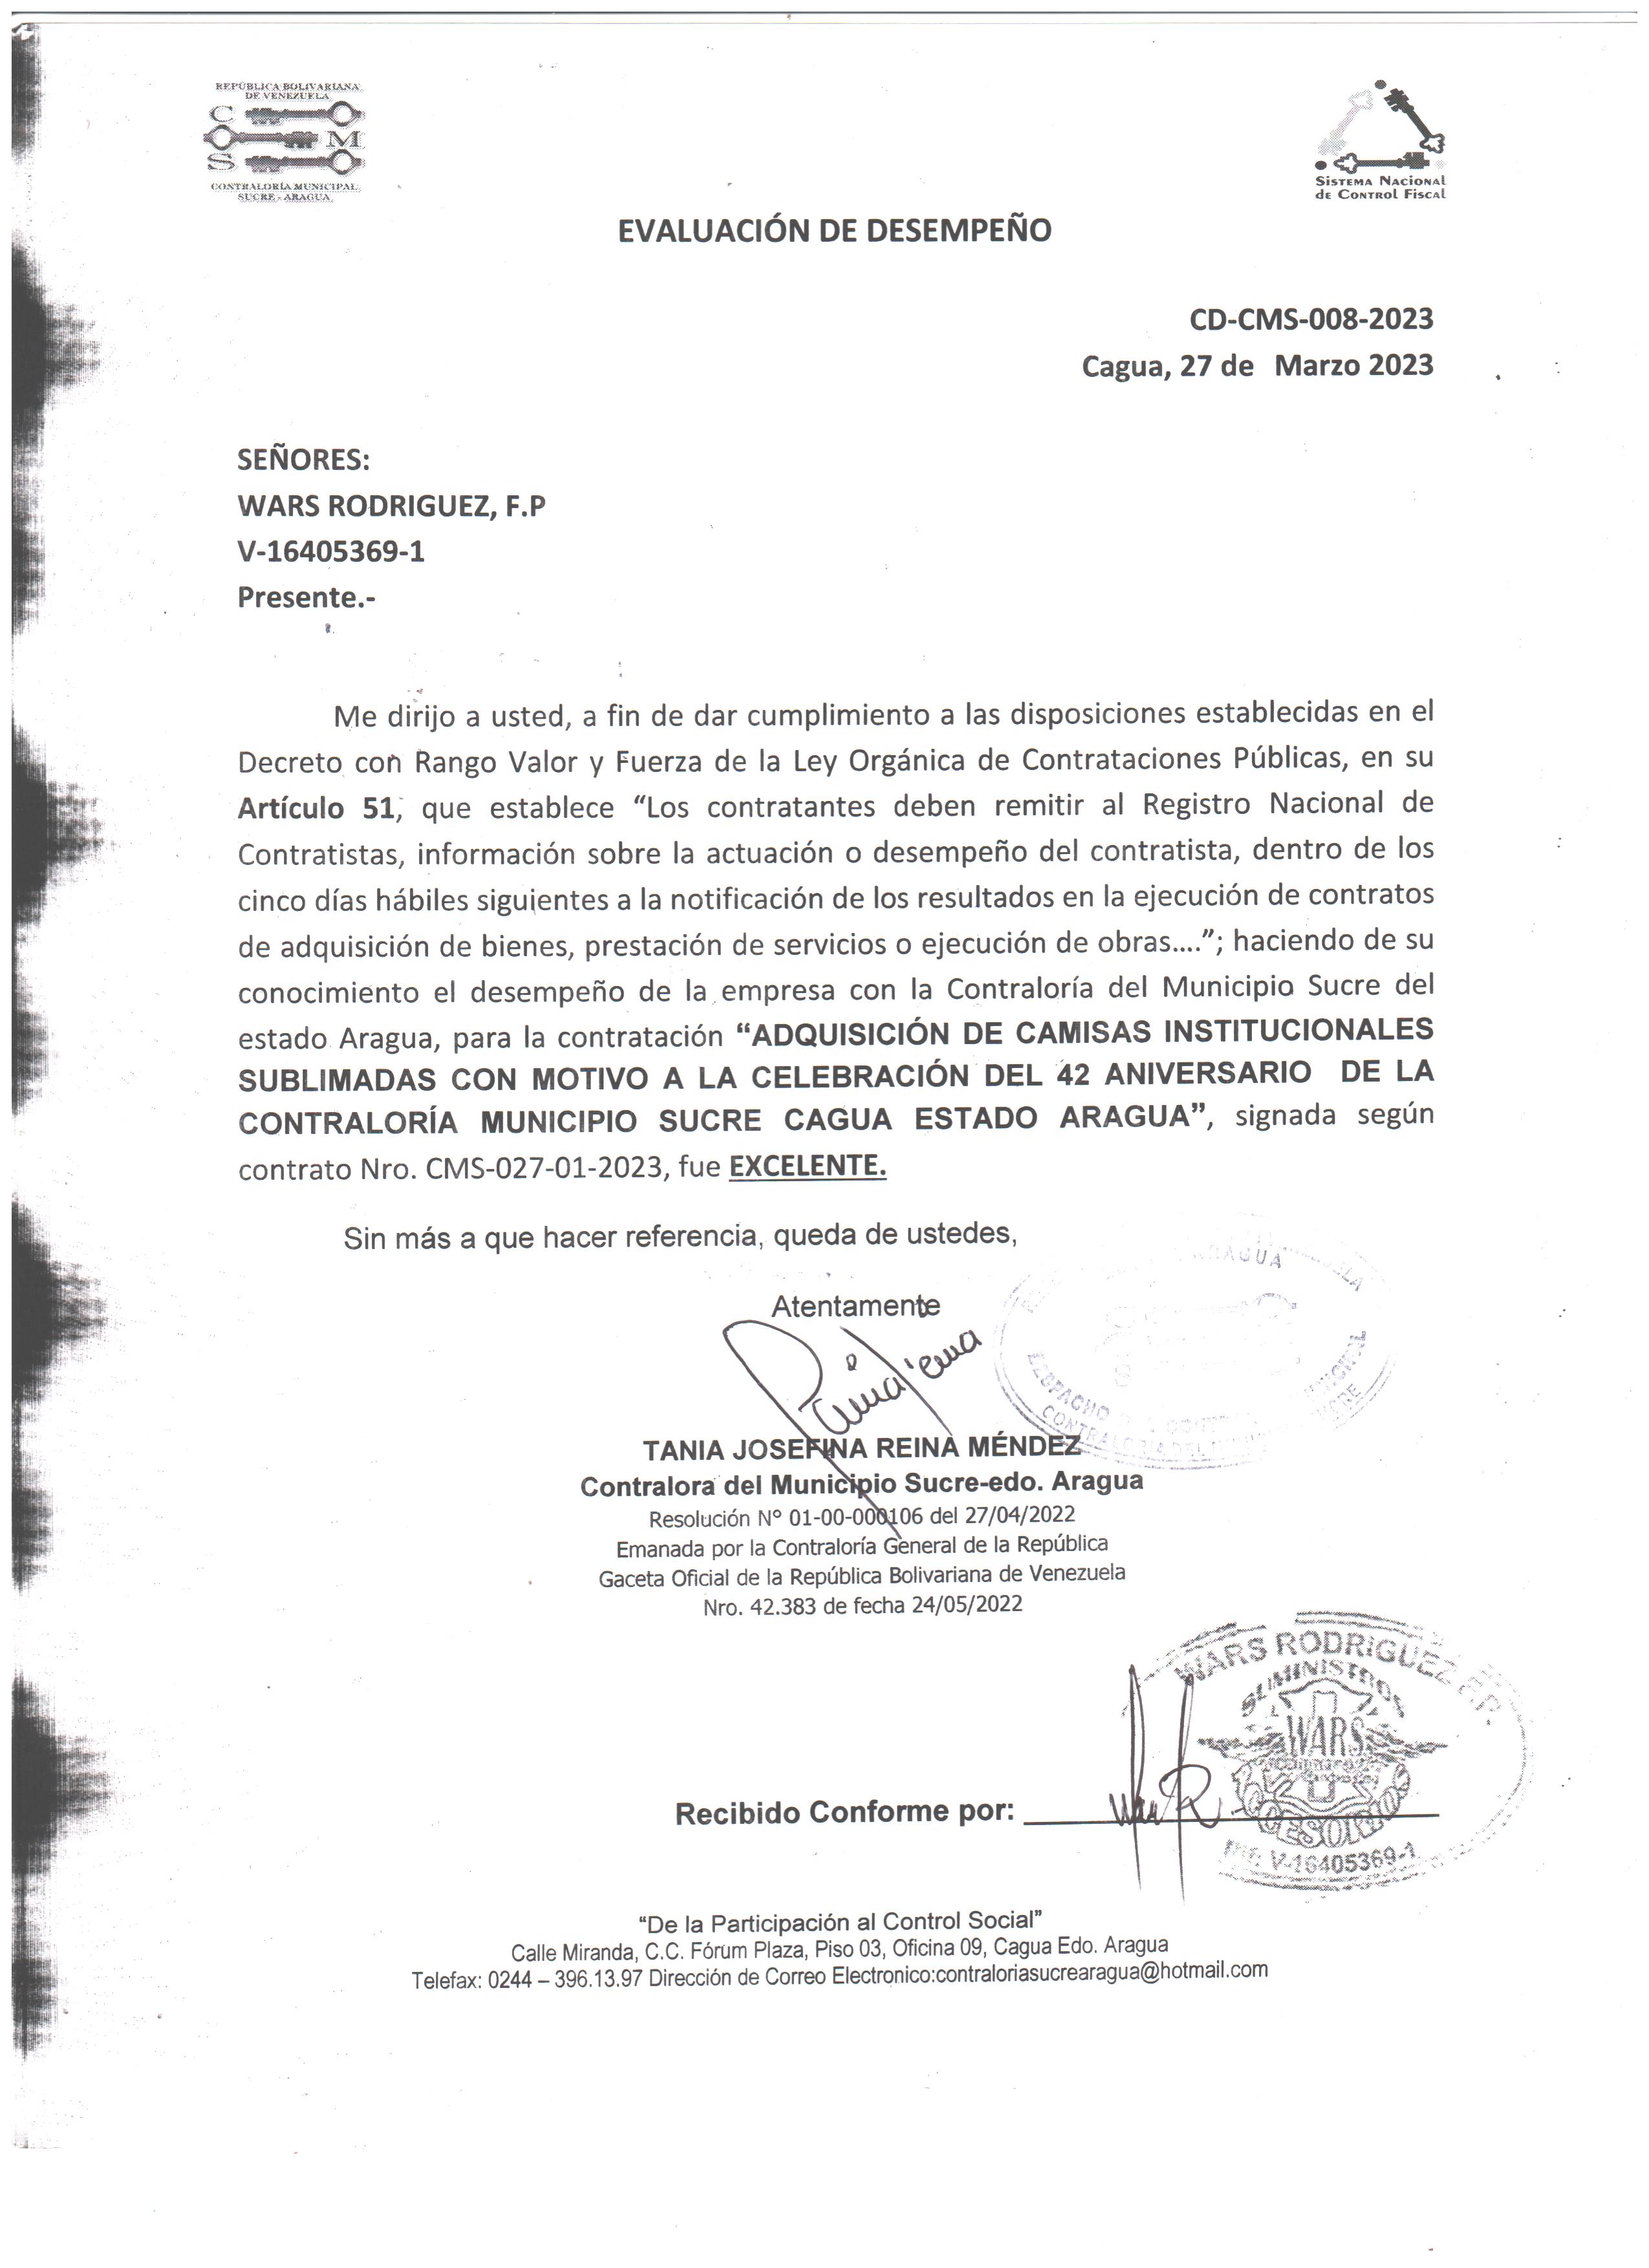 REPÚBLICA BOLIVARIANA
DE VENEZUELA
C
M
S
CONTRALORÍA MUNICIPAL
SUCRE - ARAGUA
SISTEMA NACIONAL
de CONTROL FISCAL
EVALUACIÓN DE DESEMPEÑO
CD-CMS-008-2023
Cagua, 27 de Marzo 2023
SEÑORES:
WARS RODRIGUEZ, F.P
V-16405369-1
Presente.-
Me dirijo a usted, a fin de dar cumplimiento a las disposiciones establecidas en el
Decreto con Rango Valor y Fuerza de la Ley Orgánica de Contrataciones Públicas, en su
Artículo 51, que establece “Los contratantes deben remitir al Registro Nacional de
Contratistas, información sobre la actuación o desempeño del contratista, dentro de los
cinco días hábiles siguientes a la notificación de los resultados en la ejecución de contratos
de adquisición de bienes, prestación de servicios o ejecución de obras....”; haciendo de su
conocimiento el desempeño de la empresa con la Contraloría del Municipio Sucre del
estado Aragua, para la contratación “ADQUISICIÓN DE CAMISAS INSTITUCIONALES
SUBLIMADAS CON MOTIVO A LA CELEBRACIÓN DEL 42 ANIVERSARIO DE LA
CONTRALORÍA MUNICIPIO SUCRE CAGUA ESTADO ARAGUA”, signada según
contrato Nro. CMS-027-01-2023, fue EXCELENTE.
Sin más a que hacer referencia, queda de ustedes,
Atentamente
ARAGUA
DESPACHO
CONTRALORIA DEL
SUCRE
TANIA JOSEFINA REINA MÉNDEZ
Contralora del Municipio Sucre-edo. Aragua
Resolución N° 01-00-000106 del 27/04/2022
Emanada por la Contraloría General de la República
Gaceta Oficial de la República Bolivariana de Venezuela
Nro. 42.383 de fecha 24/05/2022
WARS RODRIGUEZ F.P.
SUMINISTROS
WARS
ACCESORIOS
Rif: V-16405369-1
Recibido Conforme por:
“De la Participación al Control Social”
Calle Miranda, C.C. Fórum Plaza, Piso 03, Oficina 09, Cagua Edo. Aragua
Telefax: 0244 – 396.13.97 Dirección de Correo Electronico:contraloriasucrearagua@hotmail.com